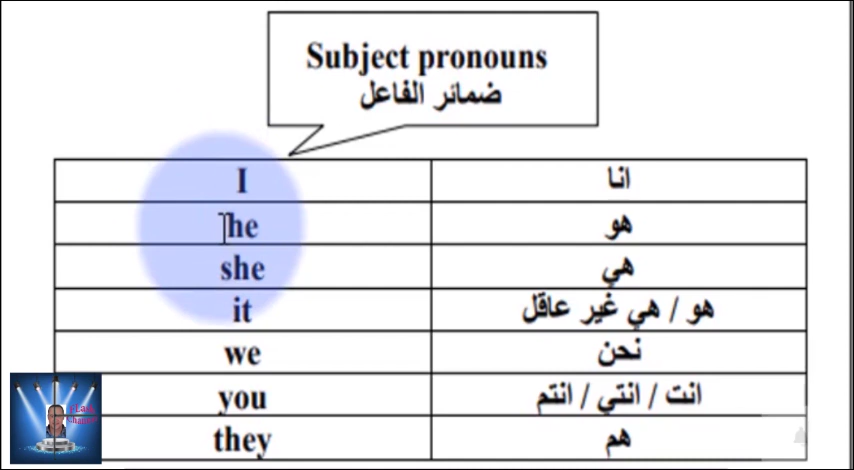 Subject pronouns
ضمائر الفاعل
I انا
he هو
she هي
it هو / هي غير عاقل
we نحن
you انت / انتي / انتم
they هم